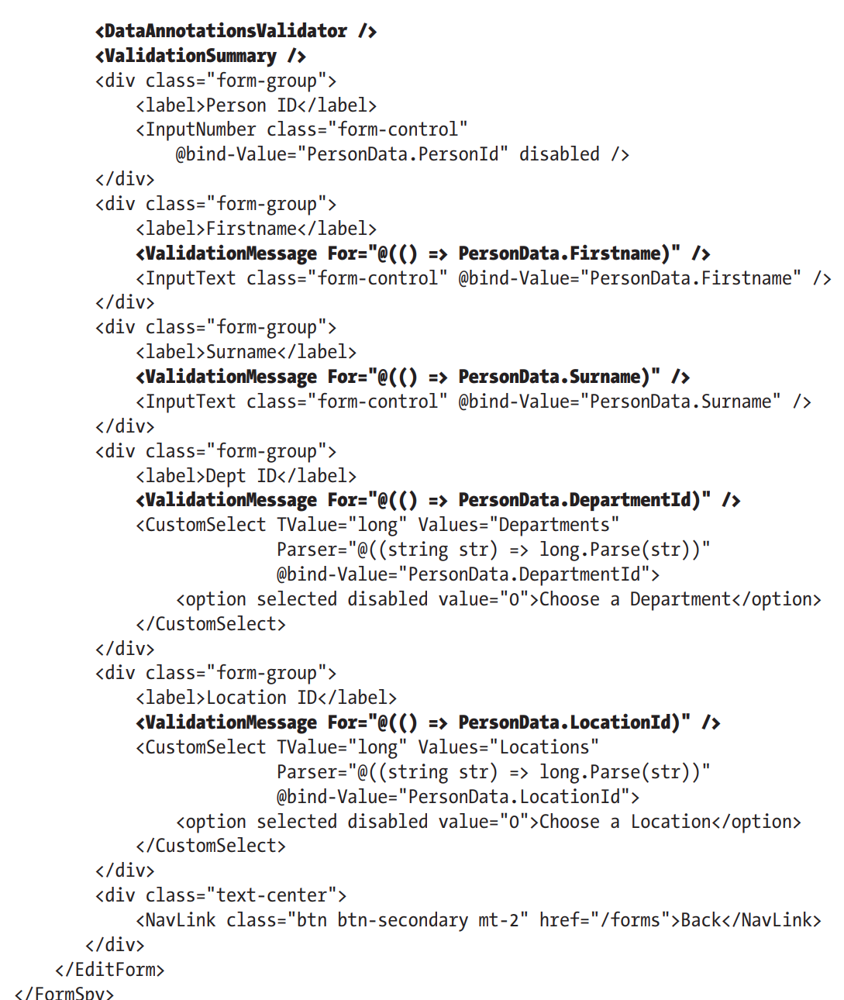 <DataAnnotationsValidator />
<ValidationSummary />
<div class="form-group">
<label>Person ID</label>
<InputNumber class="form-control"
@bind-Value="PersonData.PersonId" disabled />
</div>
<div class="form-group">
<label>Firstname</label>
<ValidationMessage For="@(() => PersonData.Firstname)" />
<InputText class="form-control" @bind-Value="PersonData.Firstname" />
</div>
<div class="form-group">
<label>Surname</label>
<ValidationMessage For="@(() => PersonData.Surname)" />
<InputText class="form-control" @bind-Value="PersonData.Surname" />
</div>
<div class="form-group">
<label>Dept ID</label>
<ValidationMessage For="@(() => PersonData.DepartmentId)" />
<CustomSelect TValue="long" Values="Departments"
Parser="@((string str) => long.Parse(str))"
@bind-Value="PersonData.DepartmentId">
<option selected disabled value="0">Choose a Department</option>
</CustomSelect>
</div>
<div class="form-group">
<label>Location ID</label>
<ValidationMessage For="@(() => PersonData.LocationId)" />
<CustomSelect TValue="long" Values="Locations"
Parser="@((string str) => long.Parse(str))"
@bind-Value="PersonData.LocationId">
<option selected disabled value="0">Choose a Location</option>
</CustomSelect>
</div>
<div class="text-center">
<NavLink class="btn btn-secondary mt-2" href="/forms">Back</NavLink>
</div>
</EditForm>
</FormSpy>